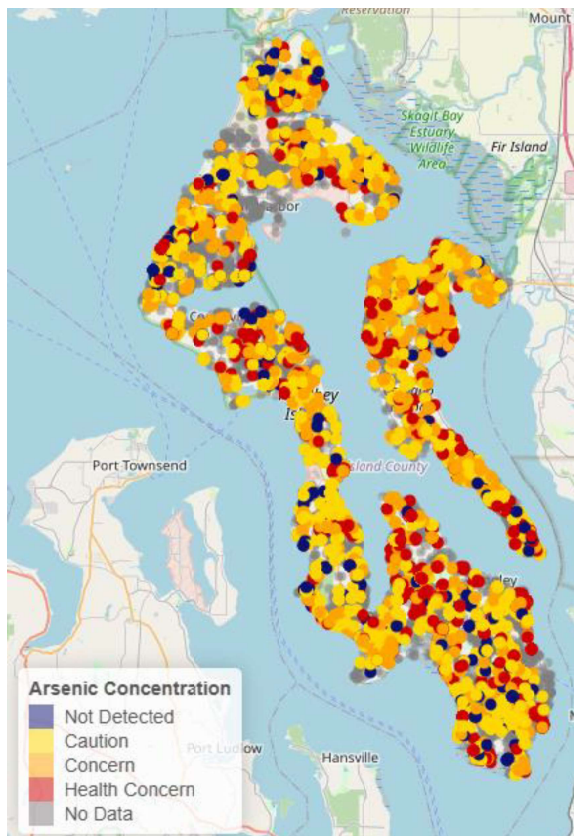 Reservation
Mount
Skagit Bay
Estuary
Wildlife
Area
Fir Island
Port Townsend
Island County
Port Ludlow
Hansville
Arsenic Concentration
Not Detected
Caution
Concern
Health Concern
No Data